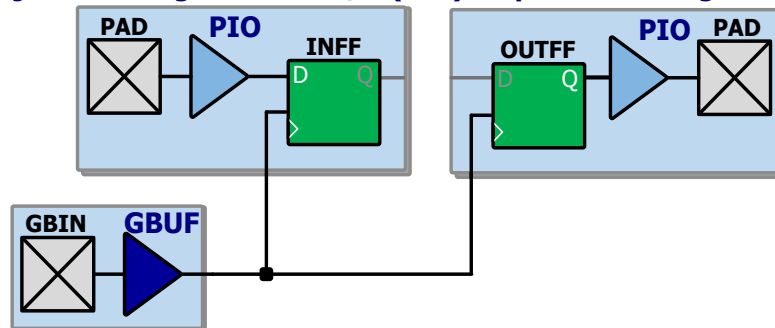 PAD PIO
INFF
D Q
PIO PAD
OUTFF
D Q
GBIN GBUF